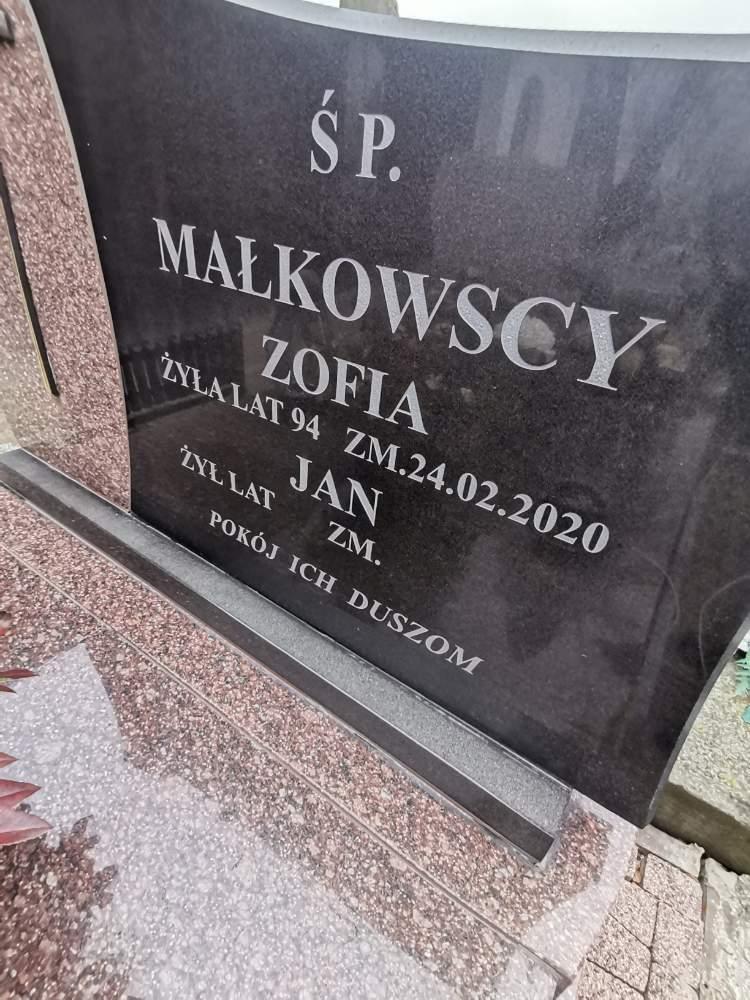 Ś P.
MAŁKOWSCY
ZOFIA
ŻYŁA LAT 94 ZM.24.02.2020
JAN
ŻYŁ LAT ZM.
POKÓJ ICH DUSZOM